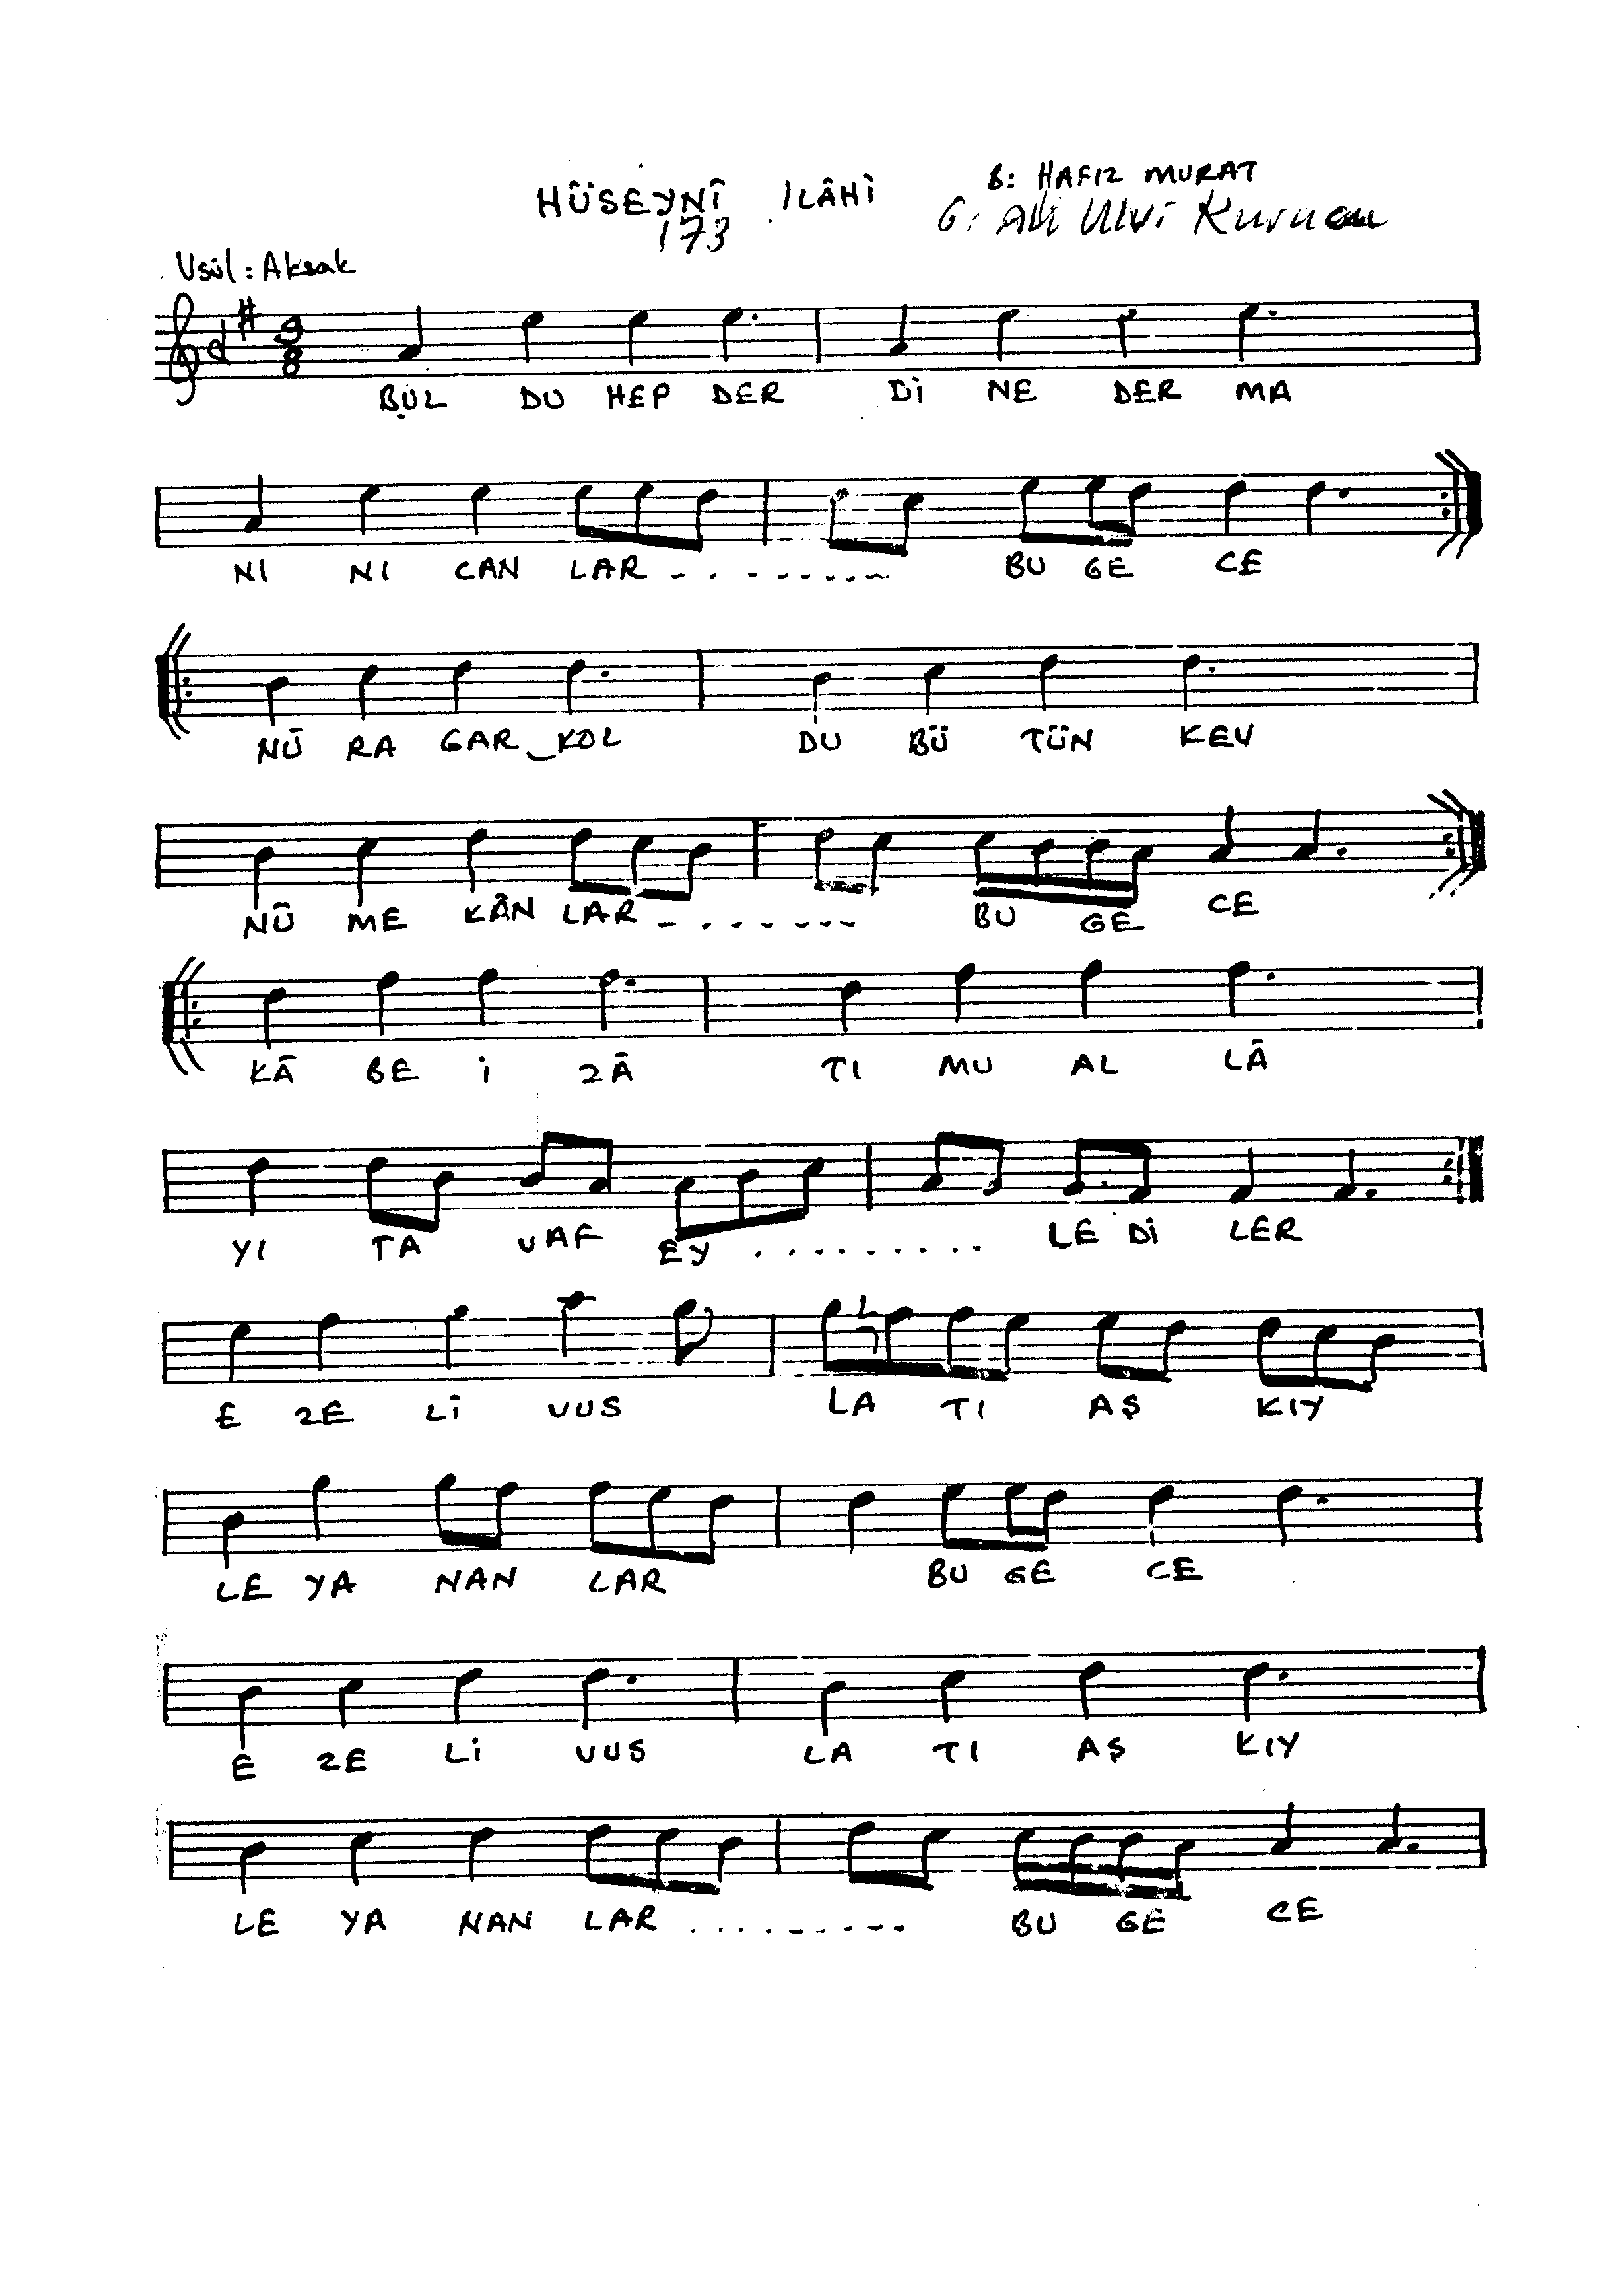 HÜSEYNÎ İLÂHİ
B: HAFIZ MURAT
173
G: Ali Ulvi Kurucu
Usül: Aksak
9
8
BUL DU HEP DER Dİ NE DER MA
NI NI CAN LAR - . - - - - - - BU GE CE
NÛ RA GAR_KOL DU BÜ TÜN KEV
NÜ ME KÂN LAR - . - . - - - BU GE CE
KÂ BE İ ZÂ TI MU AL LÂ
YI TA VAF EY . . . . . . . . . LE Dİ LER
E ZE Lİ VUS LA TI AŞ KIY
LE YA NAN LAR BU GE CE
E ZE Lİ VUS LA TI AŞ KIY
LE YA NAN LAR . . . . - . - - - BU GE CE